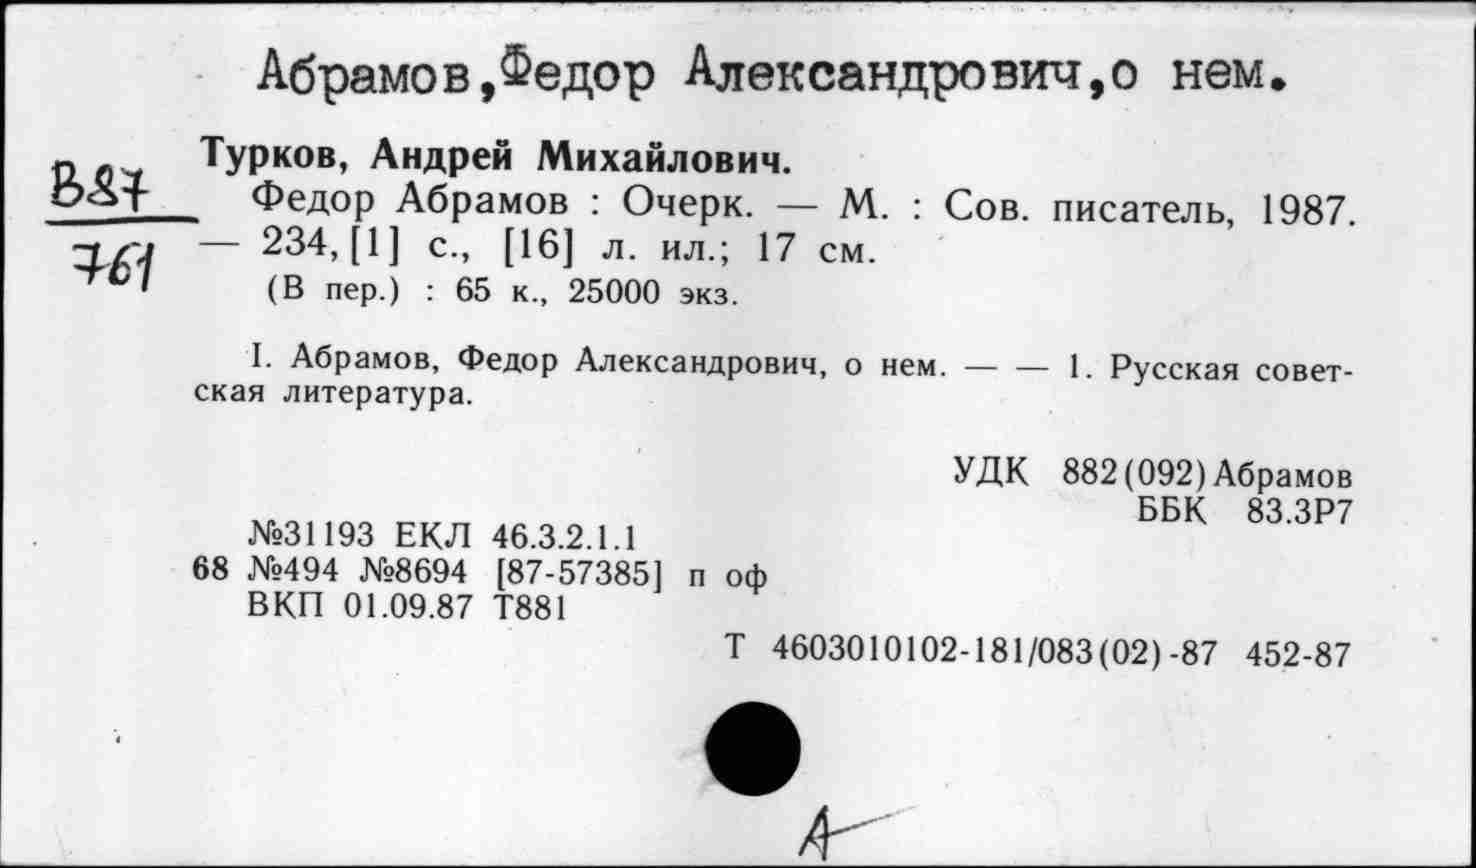 Абрамов,Федор Александрович,о нем.
В87
761
Турков, Андрей Михайлович.
Федор Абрамов : Очерк. — М. : Сов. писатель, 1987.
— 234, [1] с., [16] л. ил.; 17 см.
(В пер.) : 65 к., 25000 экз.
I. Абрамов, Федор Александрович, о нем. — — 1. Русская совет-
ская литература.
УДК 882(092)Абрамов
ББК 83.3Р7
№31193 ЕКЛ 46.3.2.1.1
68 №494 №8694 [87-57385] п оф
ВКП 01.09.87 Т881
Т 4603010102-181/083(02)-87 452-87
А